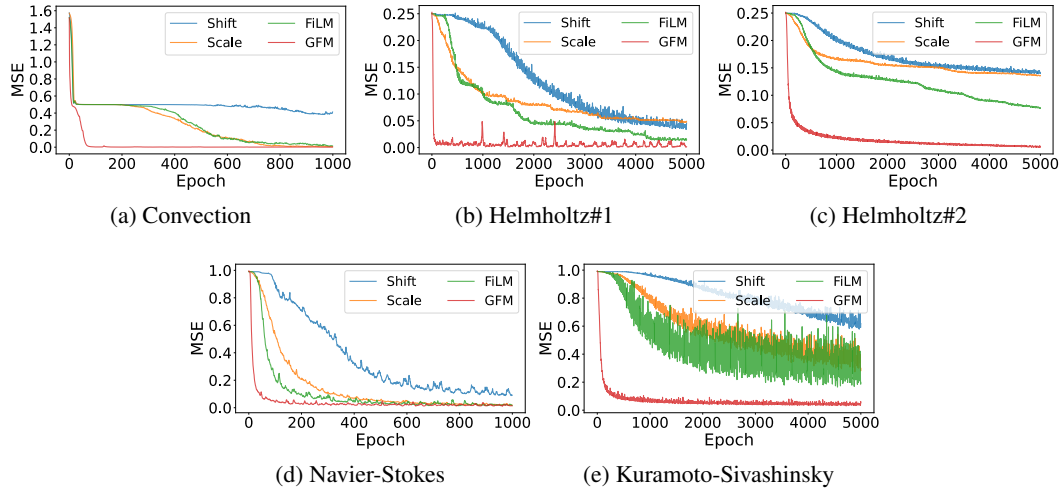 1.6
1.4
1.2
1.0
0.8
0.6
0.4
0.2
0.0
MSE
Shift FiLM
Scale GFM
0 200 400 600 800 1000
Epoch
(a) Convection
0.25
0.20
0.15
0.10
0.05
0.00
MSE
Shift FiLM
Scale GFM
0 1000 2000 3000 4000 5000
Epoch
(b) Helmholtz#1
0.25
0.20
0.15
0.10
0.05
0.00
MSE
Shift FiLM
Scale GFM
0 1000 2000 3000 4000 5000
Epoch
(c) Helmholtz#2
1.0
0.8
0.6
0.4
0.2
0.0
MSE
Shift FiLM
Scale GFM
0 200 400 600 800 1000
Epoch
(d) Navier-Stokes
1.0
0.8
0.6
0.4
0.2
0.0
MSE
Shift FiLM
Scale GFM
0 1000 2000 3000 4000 5000
Epoch
(e) Kuramoto-Sivashinsky